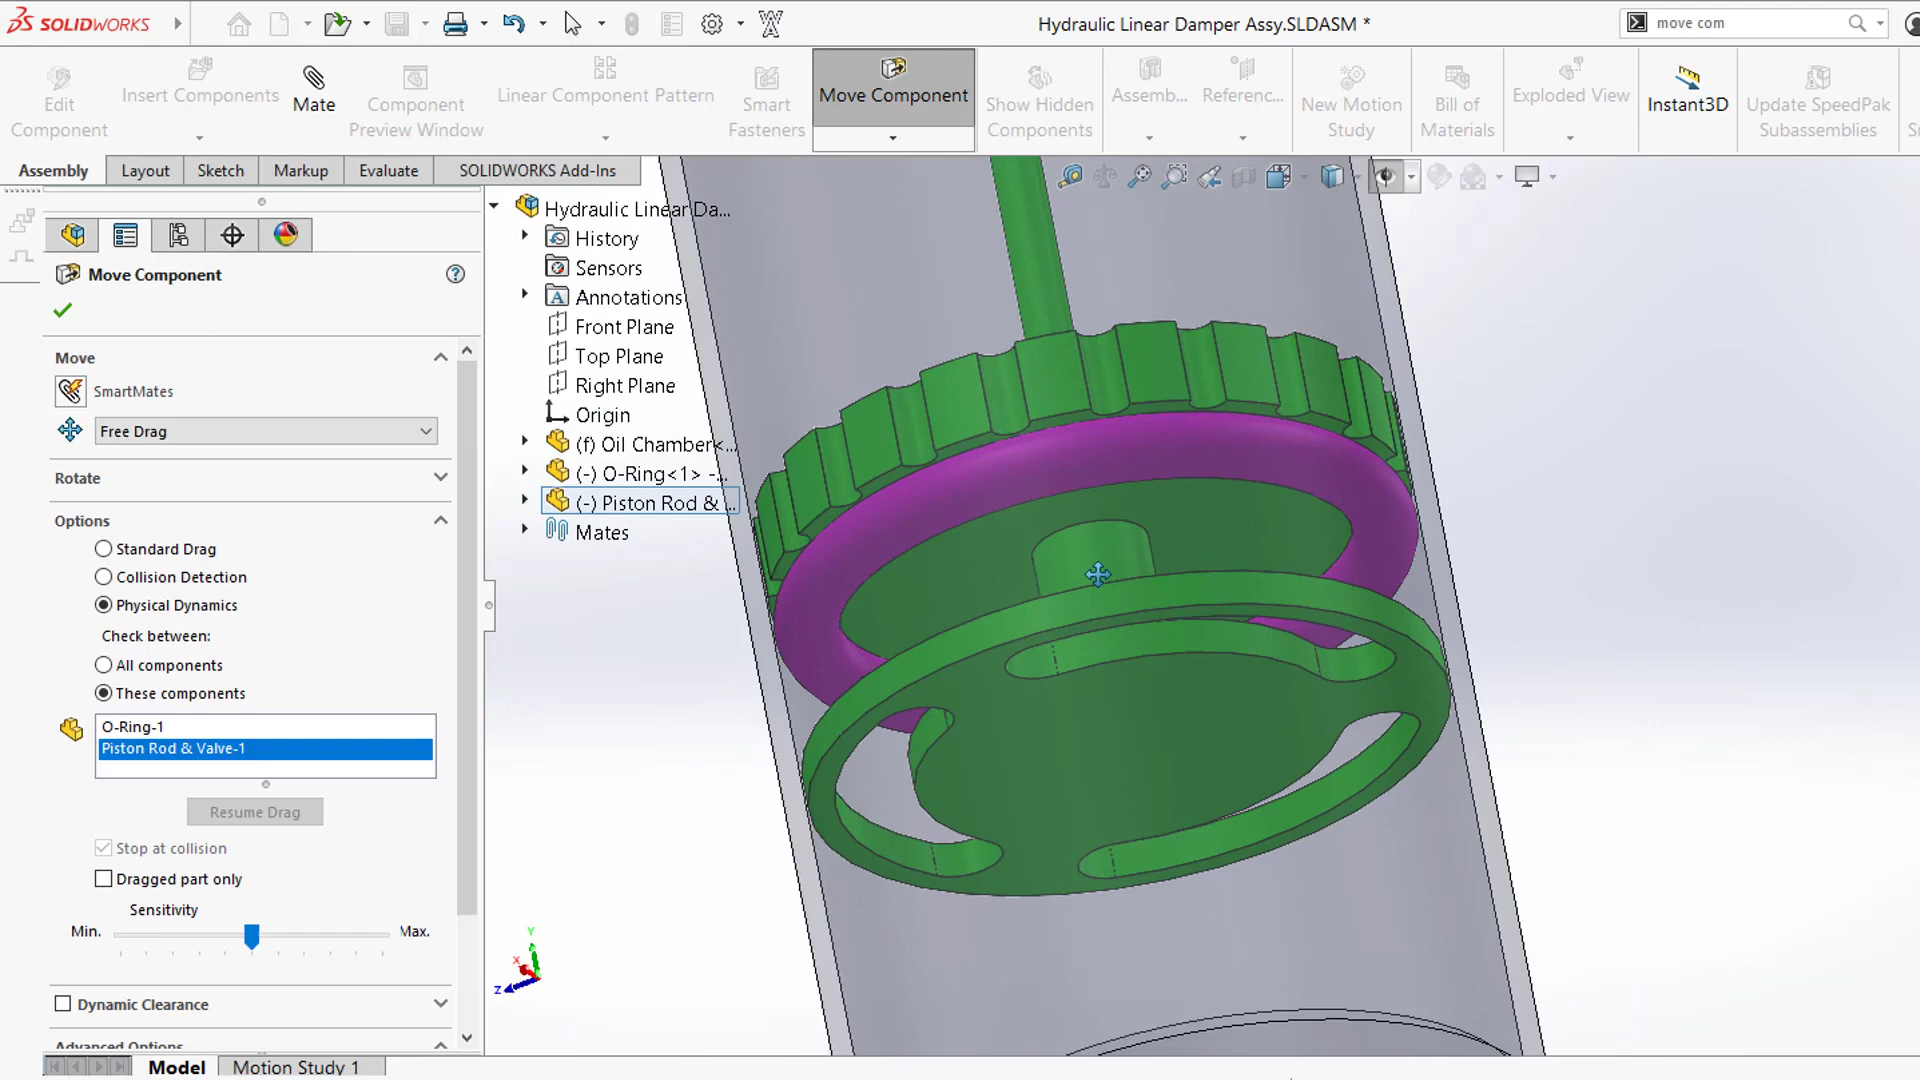 SOLIDWORKS
Hydraulic Linear Damper Assy.SLDASM *
move com
Edit Component
Insert Components
Mate
Component Preview Window
Linear Component Pattern
Smart Fasteners
Move Component
Show Hidden Components
Assemb...
Referenc...
New Motion Study
Bill of Materials
Exploded View
Instant3D
Update SpeedPak Subassemblies
Assembly
Layout
Sketch
Markup
Evaluate
SOLIDWORKS Add-Ins
Move Component
Move
SmartMates
Free Drag
Rotate
Options
Standard Drag
Collision Detection
Physical Dynamics
Check between:
All components
These components
O-Ring-1
Piston Rod & Valve-1
Resume Drag
Stop at collision
Dragged part only
Sensitivity
Min.
Max.
Dynamic Clearance
Advanced Options
Hydraulic Linear Da...
History
Sensors
Annotations
Front Plane
Top Plane
Right Plane
Origin
(f) Oil Chamber<...
(-) O-Ring<1> -...
(-) Piston Rod & ...
Mates
Y
X
Z
Model
Motion Study 1